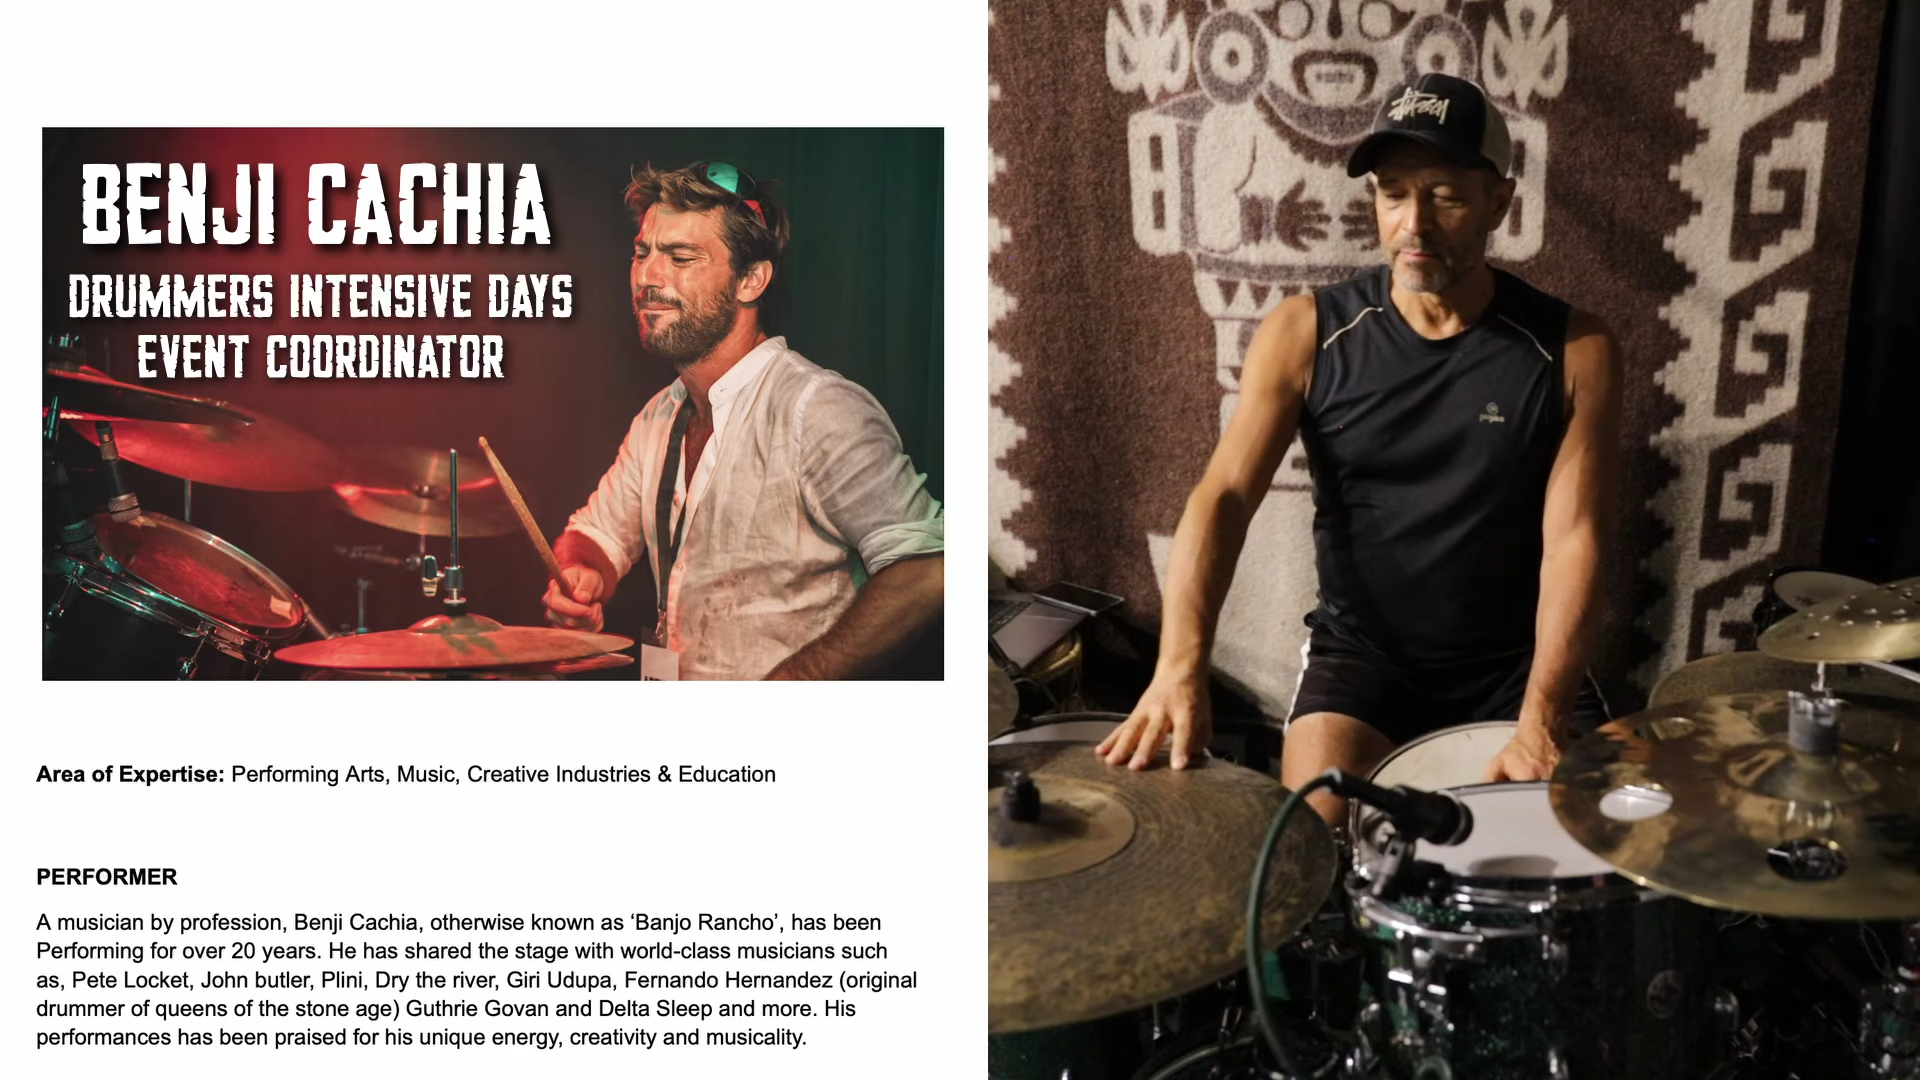 BENJI CACHIA
DRUMMERS INTENSIVE DAYS
EVENT COORDINATOR
Area of Expertise: Performing Arts, Music, Creative Industries & Education
PERFORMER
A musician by profession, Benji Cachia, otherwise known as ‘Banjo Rancho’, has been
Performing for over 20 years. He has shared the stage with world-class musicians such
as, Pete Locket, John butler, Plini, Dry the river, Giri Udupa, Fernando Hernandez (original
drummer of queens of the stone age) Guthrie Govan and Delta Sleep and more. His
performances has been praised for his unique energy, creativity and musicality.